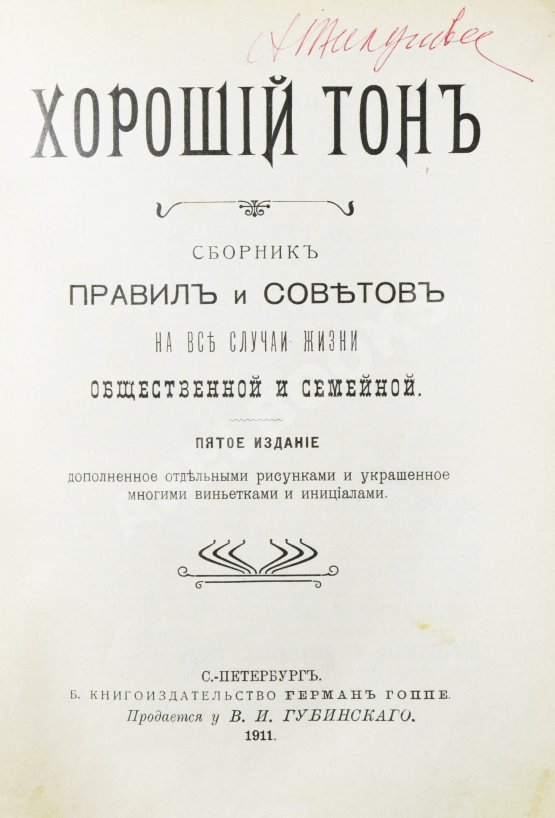 ХОРОШІЙ ТОНЪ
СБОРНИКЪ
ПРАВИЛЪ и СОВѢТОВЪ
НА ВСѢ СЛУЧАИ ЖИЗНИ
ОБЩЕСТВЕННОЙ И СЕМЕЙНОЙ.
ПЯТОЕ ИЗДАНІЕ
дополненное отдѣльными рисунками и украшенное
многими виньетками и иниціалами.
С.-ПЕТЕРБУРГЪ.
Б. КНИГОИЗДАТЕЛЬСТВО ГЕРМАНЪ ГОППЕ.
Продается у В. И. ГУБИНСКАГО.
1911.